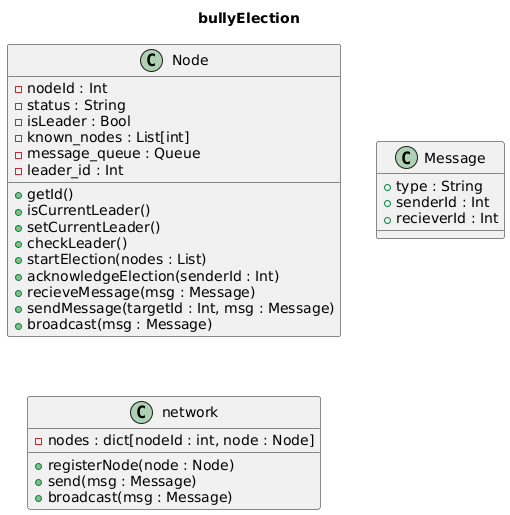 bullyElection
C Node
nodeId : Int
status : String
isLeader : Bool
known_nodes : List[int]
message_queue : Queue
leader_id : Int
getId()
isCurrentLeader()
setCurrentLeader()
checkLeader()
startElection(nodes : List)
acknowledgeElection(senderId : Int)
recieveMessage(msg : Message)
sendMessage(targetId : Int, msg : Message)
broadcast(msg : Message)
C Message
type : String
senderId : Int
recieverId : Int
C network
nodes : dict[nodeId : int, node : Node]
registerNode(node : Node)
send(msg : Message)
broadcast(msg : Message)